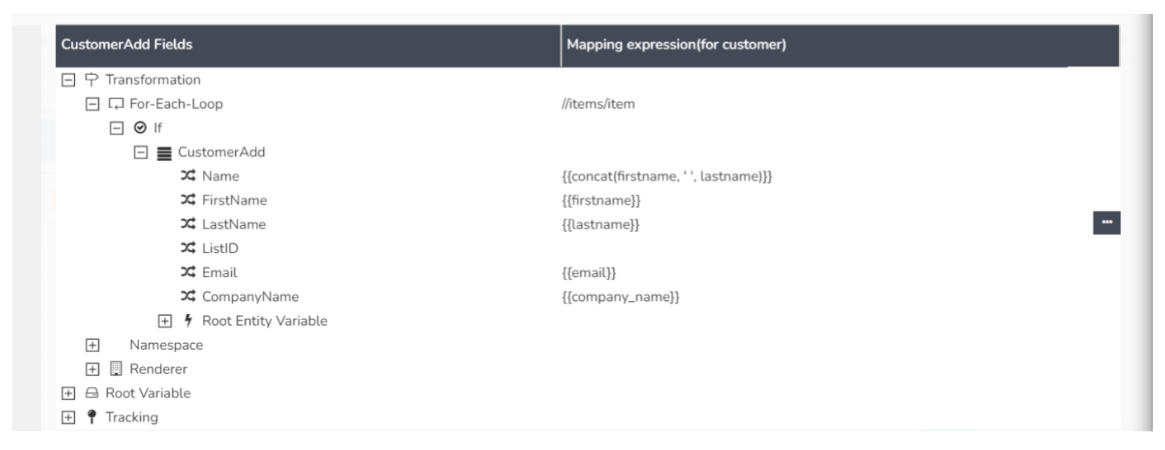 CustomerAdd Fields Mapping expression(for customer)
Transformation
For-Each-Loop //items/item
If
CustomerAdd
Name {{concat(firstname, ' ', lastname)}}
FirstName {{firstname}}
LastName {{lastname}}
ListID
Email {{email}}
CompanyName {{company_name}}
Root Entity Variable
Namespace
Renderer
Root Variable
Tracking